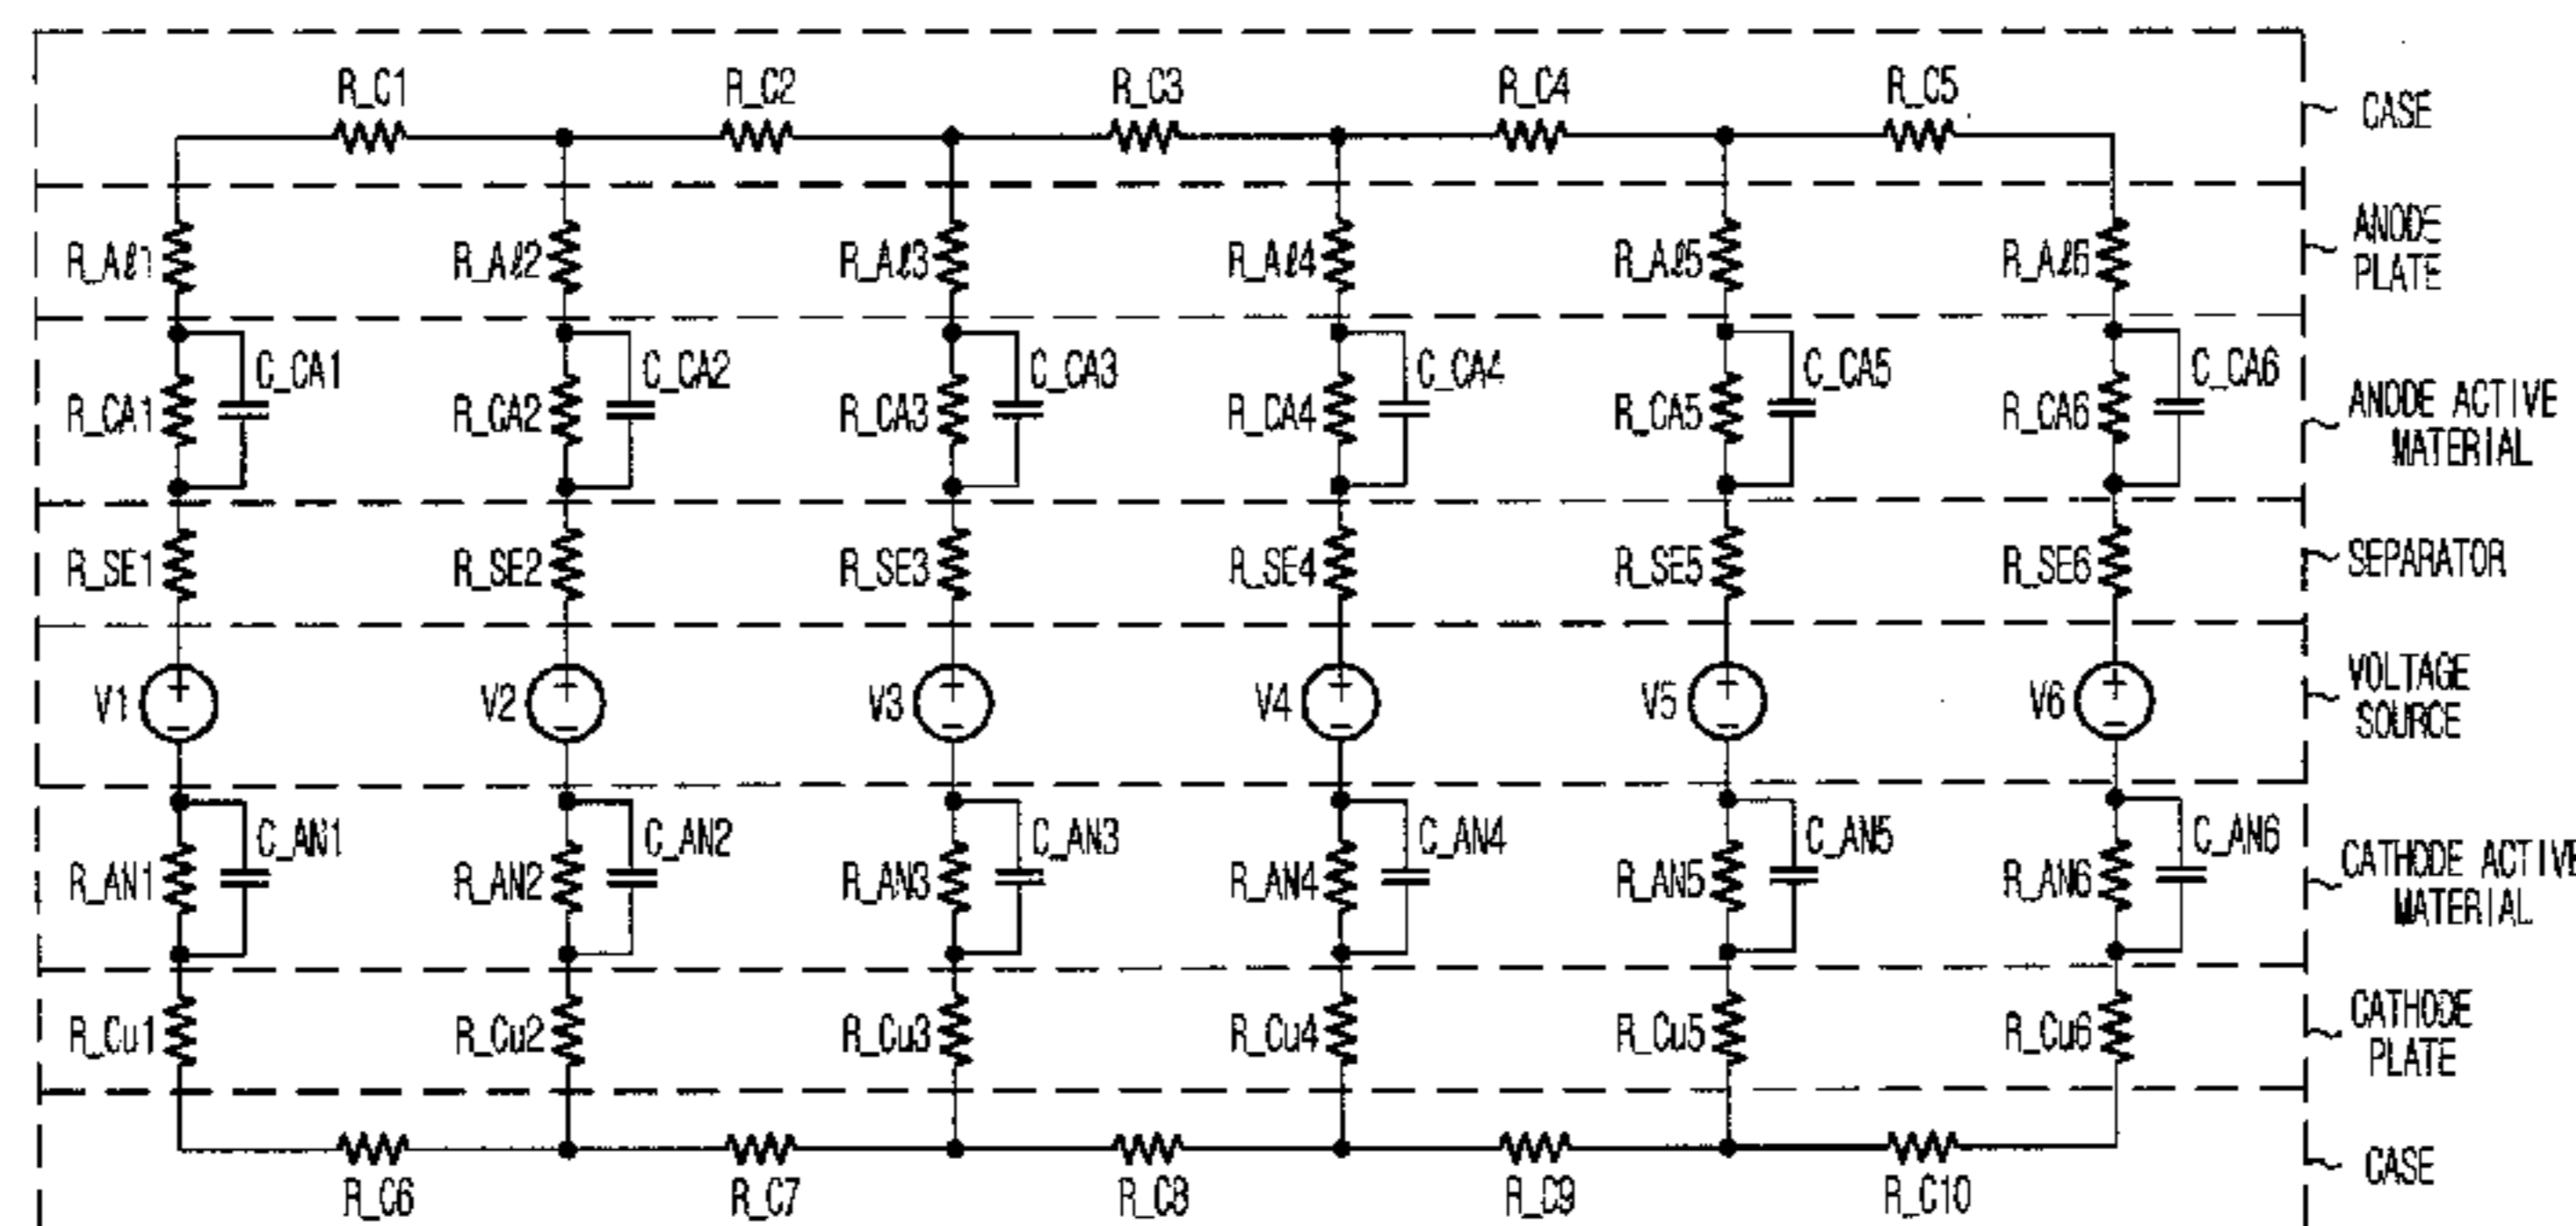 R_C1 R_C2 R_C3 R_C4 R_C5
CASE
R_Aℓ1 R_Aℓ2 R_Aℓ3 R_Aℓ4 R_Aℓ5 R_Aℓ6
ANODE
PLATE
C_CA1 C_CA2 C_CA3 C_CA4 C_CA5 C_CA6
R_CA1 R_CA2 R_CA3 R_CA4 R_CA5 R_CA6
ANODE ACTIVE
MATERIAL
R_SE1 R_SE2 R_SE3 R_SE4 R_SE5 R_SE6
SEPARATOR
V1 V2 V3 V4 V5 V6
VOLTAGE
SOURCE
C_AN1 C_AN2 C_AN3 C_AN4 C_AN5 C_AN6
R_AN1 R_AN2 R_AN3 R_AN4 R_AN5 R_AN6
CATHODE ACTIVE
MATERIAL
R_Cu1 R_Cu2 R_Cu3 R_Cu4 R_Cu5 R_Cu6
CATHODE
PLATE
R_C6 R_C7 R_C8 R_C9 R_C10
CASE